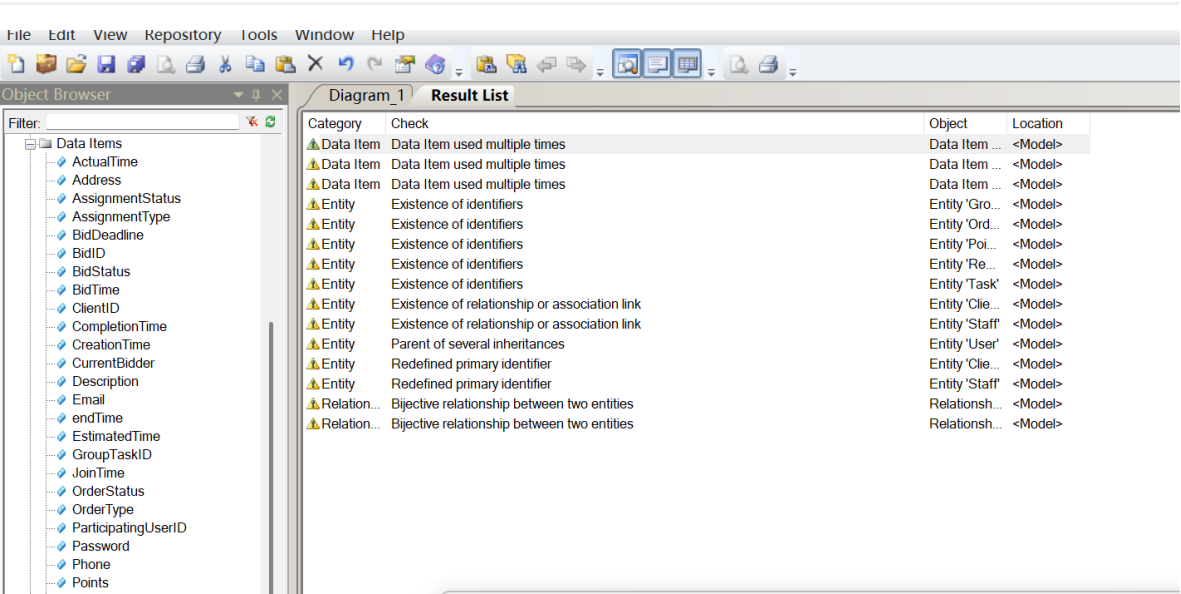 File Edit View Repository Tools Window Help
Object Browser
Diagram_1 Result List
Filter:
Data Items
ActualTime
Address
AssignmentStatus
AssignmentType
BidDeadline
BidID
BidStatus
BidTime
ClientID
CompletionTime
CreationTime
CurrentBidder
Description
Email
endTime
EstimatedTime
GroupTaskID
JoinTime
OrderStatus
OrderType
ParticipatingUserID
Password
Phone
Points
Category Check Object Location
Data Item Data Item used multiple times Data Item ... <Model>
Data Item Data Item used multiple times Data Item ... <Model>
Data Item Data Item used multiple times Data Item ... <Model>
Entity Existence of identifiers Entity 'Gro... <Model>
Entity Existence of identifiers Entity 'Ord... <Model>
Entity Existence of identifiers Entity 'Poi... <Model>
Entity Existence of identifiers Entity 'Re... <Model>
Entity Existence of identifiers Entity 'Task' <Model>
Entity Existence of relationship or association link Entity 'Clie... <Model>
Entity Existence of relationship or association link Entity 'Staff' <Model>
Entity Parent of several inheritances Entity 'User' <Model>
Entity Redefined primary identifier Entity 'Clie... <Model>
Entity Redefined primary identifier Entity 'Staff' <Model>
Relation... Bijective relationship between two entities Relationsh... <Model>
Relation... Bijective relationship between two entities Relationsh... <Model>